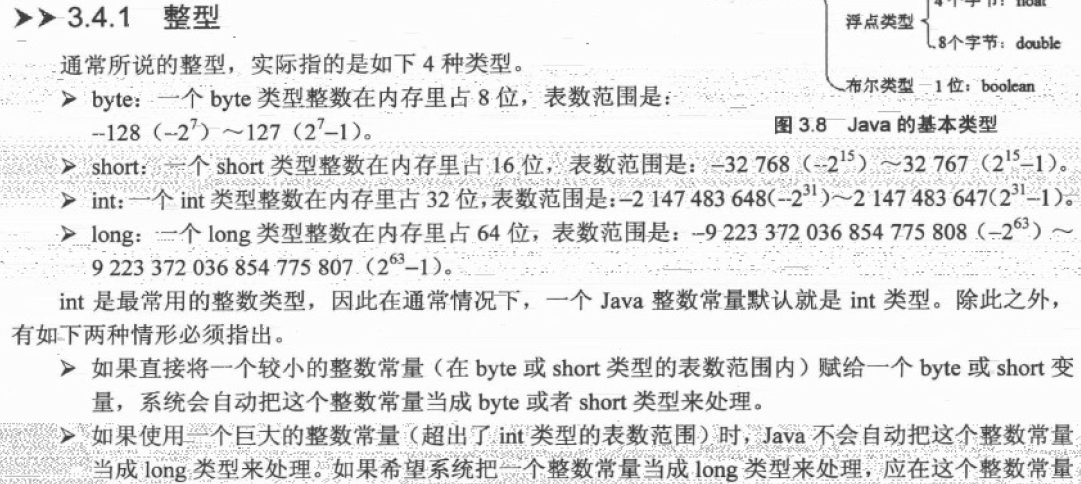 3.4.1 整型
4个字节：float
浮点类型
8个字节：double
布尔类型 1位：boolean
图 3.8 Java 的基本类型
通常所说的整型，实际指的是如下 4 种类型。
➢ byte：一个 byte 类型整数在内存里占 8 位，表数范围是：
–128（–2⁷）～127（2⁷–1）。
➢ short：一个 short 类型整数在内存里占 16 位，表数范围是：–32 768（–2¹⁵）～32 767（2¹⁵–1）。
➢ int：一个 int 类型整数在内存里占 32 位，表数范围是：–2 147 483 648(–2³¹)～2 147 483 647(2³¹–1)。
➢ long：一个 long 类型整数在内存里占 64 位，表数范围是：–9 223 372 036 854 775 808（–2⁶³）～
9 223 372 036 854 775 807（2⁶³–1）。
int 是最常用的整数类型，因此在通常情况下，一个 Java 整数常量默认就是 int 类型。除此之外，
有如下两种情形必须指出。
➢ 如果直接将一个较小的整数常量（在 byte 或 short 类型的表数范围内）赋给一个 byte 或 short 变
量，系统会自动把这个整数常量当成 byte 或者 short 类型来处理。
➢ 如果使用一个巨大的整数常量（超出了 int 类型的表数范围）时，Java 不会自动把这个整数常量
当成 long 类型来处理。如果希望系统把一个整数常量当成 long 类型来处理，应在这个整数常量